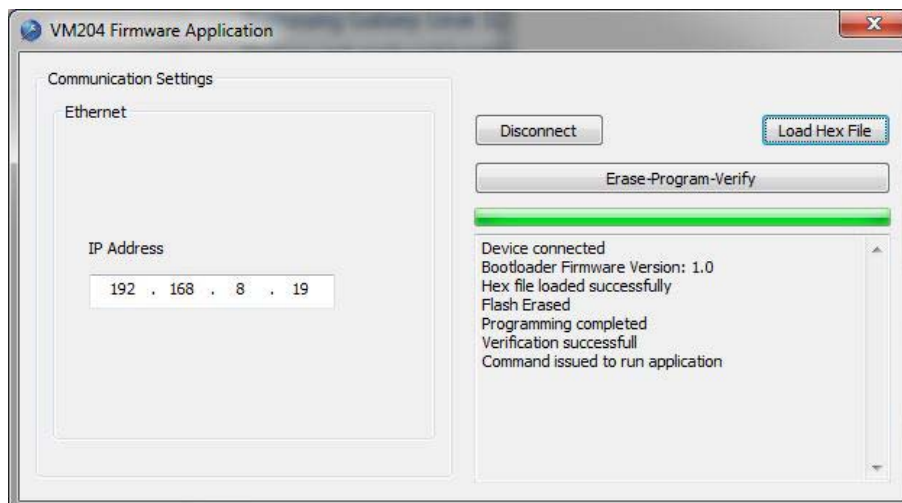 VM204 Firmware Application
Communication Settings
Ethernet
IP Address
192 . 168 . 8 . 19
Disconnect
Load Hex File
Erase-Program-Verify
Device connected
Bootloader Firmware Version: 1.0
Hex file loaded successfully
Flash Erased
Programming completed
Verification successfull
Command issued to run application